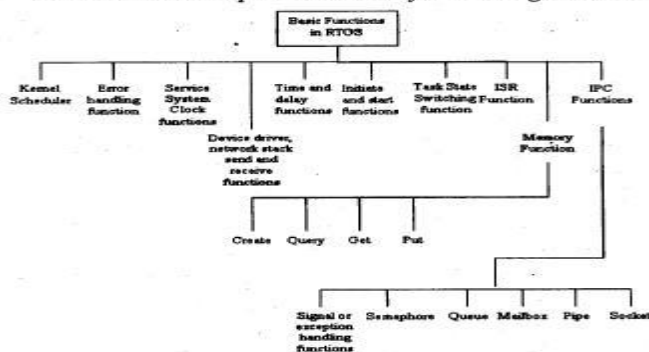 Basic Functions
in RTOS
Kernel
Scheduler
Error
handling
function
Service
System
Clock
functions
Device driver,
network stack
send and
receive
functions
Time and
delay
functions
Initiate
and start
functions
Task State
Switching
function
ISR
Function
Memory
Function
IPC
Functions
Create Query Get Put
Signal or
exception
handling
functions
Semaphore
Queue
Mailbox
Pipe
Socket